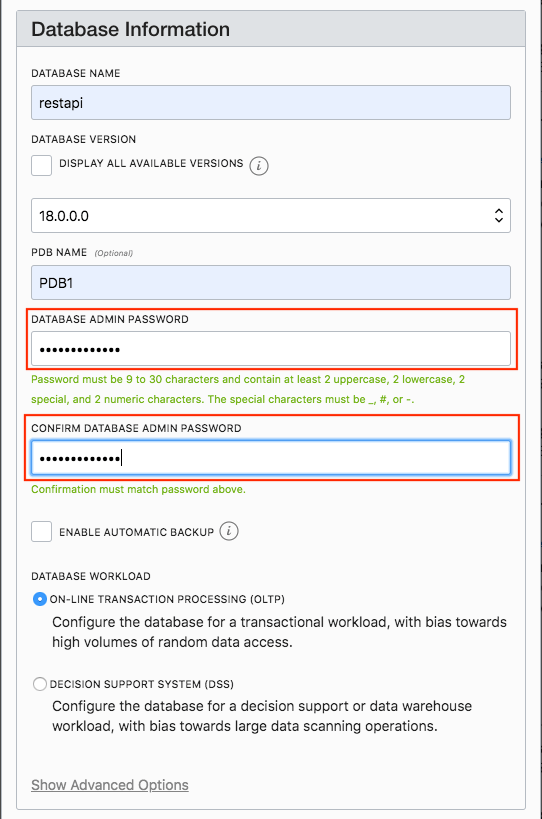 Database Information
DATABASE NAME
restapi
DATABASE VERSION
DISPLAY ALL AVAILABLE VERSIONS i
18.0.0.0
PDB NAME (Optional)
PDB1
DATABASE ADMIN PASSWORD
•••••••••••••
Password must be 9 to 30 characters and contain at least 2 uppercase, 2 lowercase, 2
special, and 2 numeric characters. The special characters must be _, #, or -.
CONFIRM DATABASE ADMIN PASSWORD
•••••••••••••
Confirmation must match password above.
ENABLE AUTOMATIC BACKUP i
DATABASE WORKLOAD
ON-LINE TRANSACTION PROCESSING (OLTP)
Configure the database for a transactional workload, with bias towards
high volumes of random data access.
DECISION SUPPORT SYSTEM (DSS)
Configure the database for a decision support or data warehouse
workload, with bias towards large data scanning operations.
Show Advanced Options